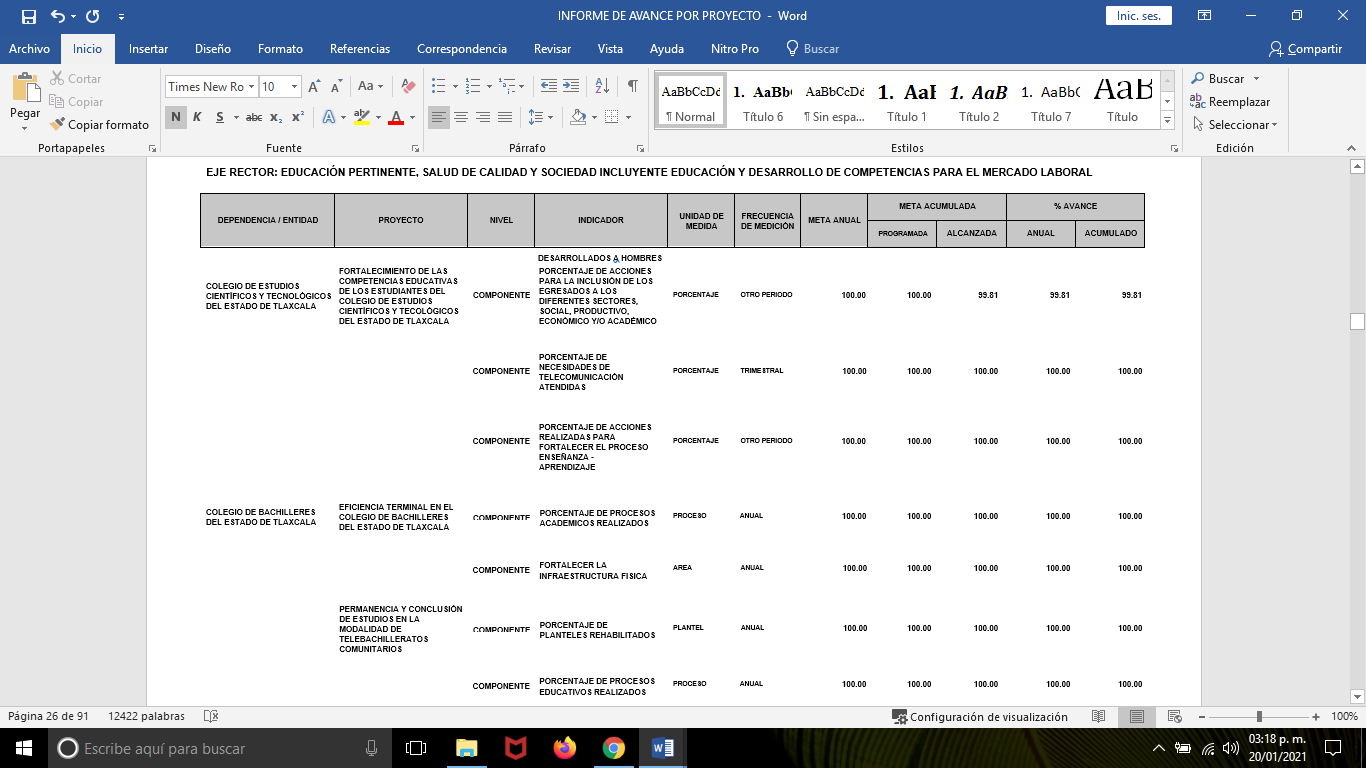 INFORME DE AVANCE POR PROYECTO - Word
Inic. ses.
Archivo Inicio Insertar Diseño Formato Referencias Correspondencia Revisar Vista Ayuda Nitro Pro Buscar Compartir
Pegar
Cortar
Copiar
Copiar formato
Portapapeles
Times New Ro 10
Aa
N K S abc x₂ x²
A A
Fuente
Párrafo
AaBbCcDd ¶ Normal
1. AaBb( Título 6
AaBbCcDd ¶ Sin espa...
1. AaB Título 1
1. AaB Título 2
1. AaBb( Título 7
AaB Título
Estilos
Buscar
Reemplazar
Seleccionar
Edición
EJE RECTOR: EDUCACIÓN PERTINENTE, SALUD DE CALIDAD Y SOCIEDAD INCLUYENTE EDUCACIÓN Y DESARROLLO DE COMPETENCIAS PARA EL MERCADO LABORAL
DEPENDENCIA / ENTIDAD
PROYECTO
NIVEL
INDICADOR
UNIDAD DE
MEDIDA
FRECUENCIA
DE MEDICIÓN
META ANUAL
META ACUMULADA
PROGRAMADA ALCANZADA
% AVANCE
ANUAL ACUMULADO
DESARROLLADOS A HOMBRES
COLEGIO DE ESTUDIOS
CIENTÍFICOS Y TECNOLÓGICOS
DEL ESTADO DE TLAXCALA
FORTALECIMIENTO DE LAS
COMPETENCIAS EDUCATIVAS
DE LOS ESTUDIANTES DEL
COLEGIO DE ESTUDIOS
CIENTÍFICOS Y TECOLÓGICOS
DEL ESTADO DE TLAXCALA
COMPONENTE
PORCENTAJE DE ACCIONES
PARA LA INCLUSIÓN DE LOS
EGRESADOS A LOS
DIFERENTES SECTORES,
SOCIAL, PRODUCTIVO,
ECONÓMICO Y/O ACADÉMICO
PORCENTAJE OTRO PERIODO 100.00 100.00 99.81 99.81 99.81
COMPONENTE
PORCENTAJE DE
NECESIDADES DE
TELECOMUNICACIÓN
ATENDIDAS
PORCENTAJE TRIMESTRAL 100.00 100.00 100.00 100.00 100.00
COMPONENTE
PORCENTAJE DE ACCIONES
REALIZADAS PARA
FORTALECER EL PROCESO
ENSEÑANZA -
APRENDIZAJE
PORCENTAJE OTRO PERIODO 100.00 100.00 100.00 100.00 100.00
COLEGIO DE BACHILLERES
DEL ESTADO DE TLAXCALA
EFICIENCIA TERMINAL EN EL
COLEGIO DE BACHILLERES
DEL ESTADO DE TLAXCALA
COMPONENTE
PORCENTAJE DE PROCESOS
ACADEMICOS REALIZADOS
PROCESO ANUAL 100.00 100.00 100.00 100.00 100.00
COMPONENTE
FORTALECER LA
INFRAESTRUCTURA FISICA
AREA ANUAL 100.00 100.00 100.00 100.00 100.00
PERMANENCIA Y CONCLUSIÓN
DE ESTUDIOS EN LA
MODALIDAD DE
TELEBACHILLERATOS
COMUNITARIOS
COMPONENTE
PORCENTAJE DE
PLANTELES REHABILITADOS
PLANTEL ANUAL 100.00 100.00 100.00 100.00 100.00
COMPONENTE
PORCENTAJE DE PROCESOS
EDUCATIVOS REALIZADOS
PROCESO ANUAL 100.00 100.00 100.00 100.00 100.00
Página 26 de 91 12422 palabras Configuración de visualización 100%
Escribe aquí para buscar
03:18 p. m.
20/01/2021